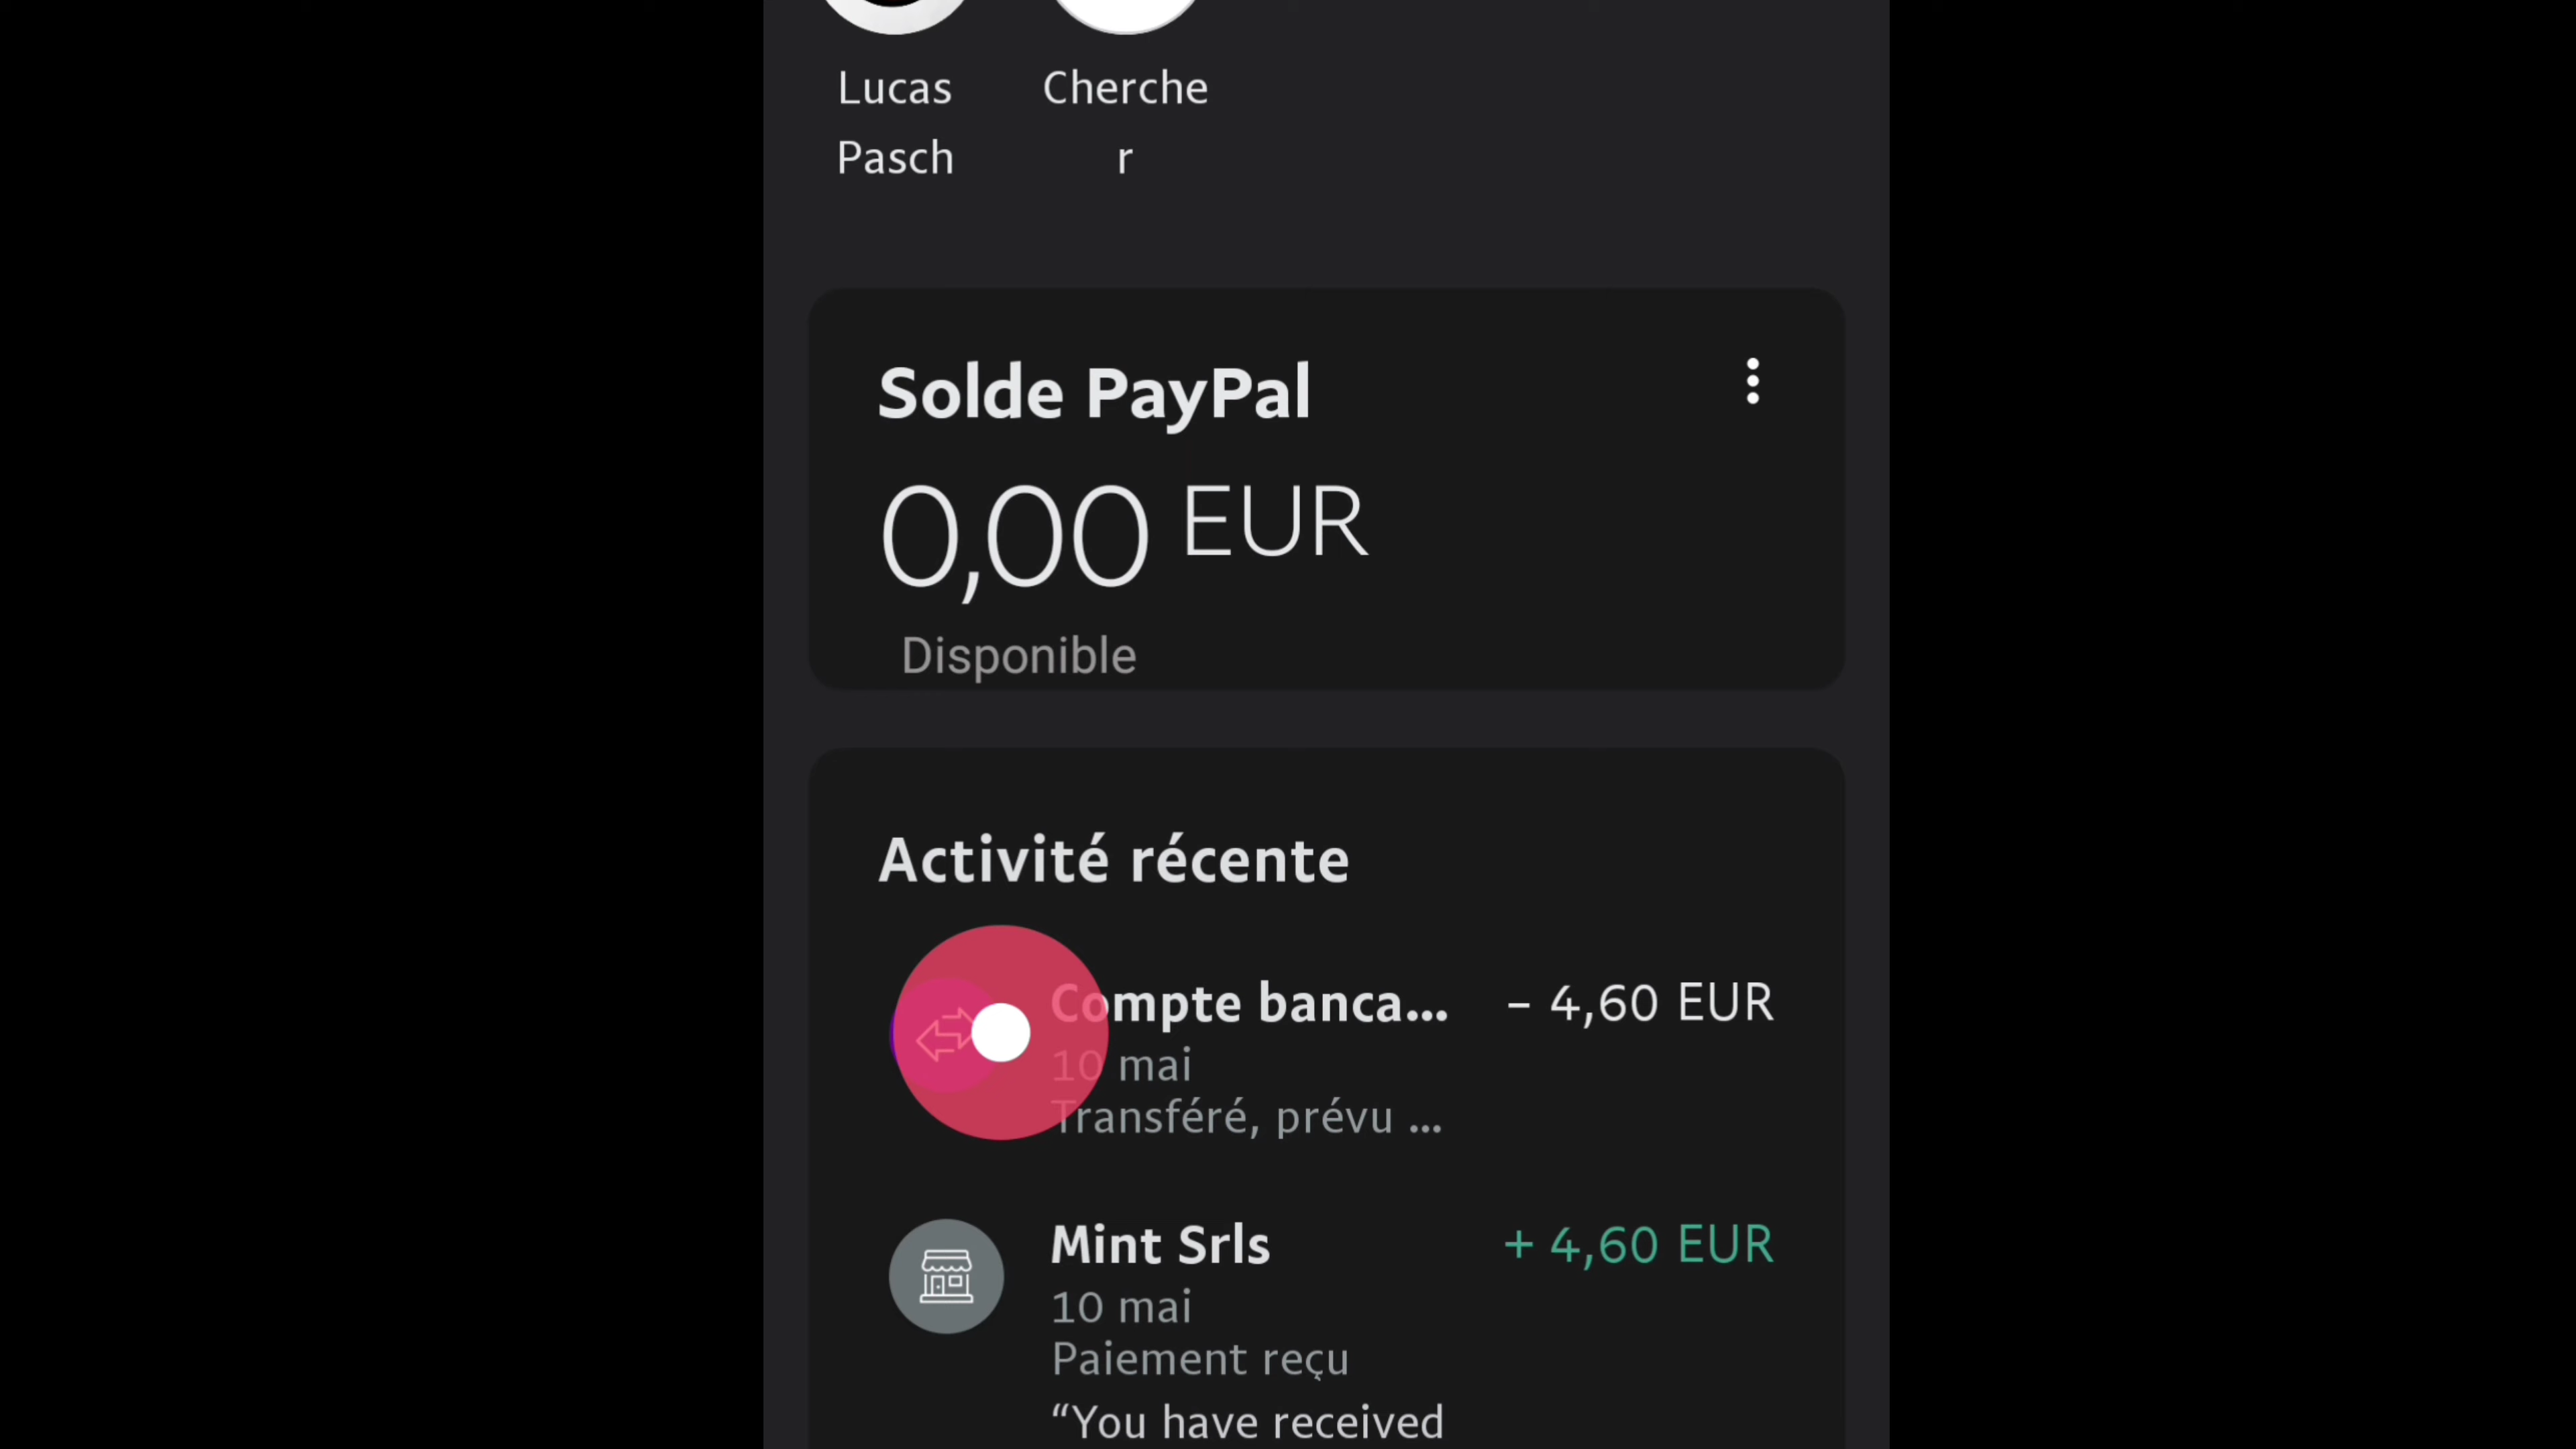 Lucas
Pasch
Cherche
r
Solde PayPal
0,00 EUR
Disponible
Activité récente
Compte banca... – 4,60 EUR
10 mai
Transféré, prévu ...
Mint Srls + 4,60 EUR
10 mai
Paiement reçu
“You have received